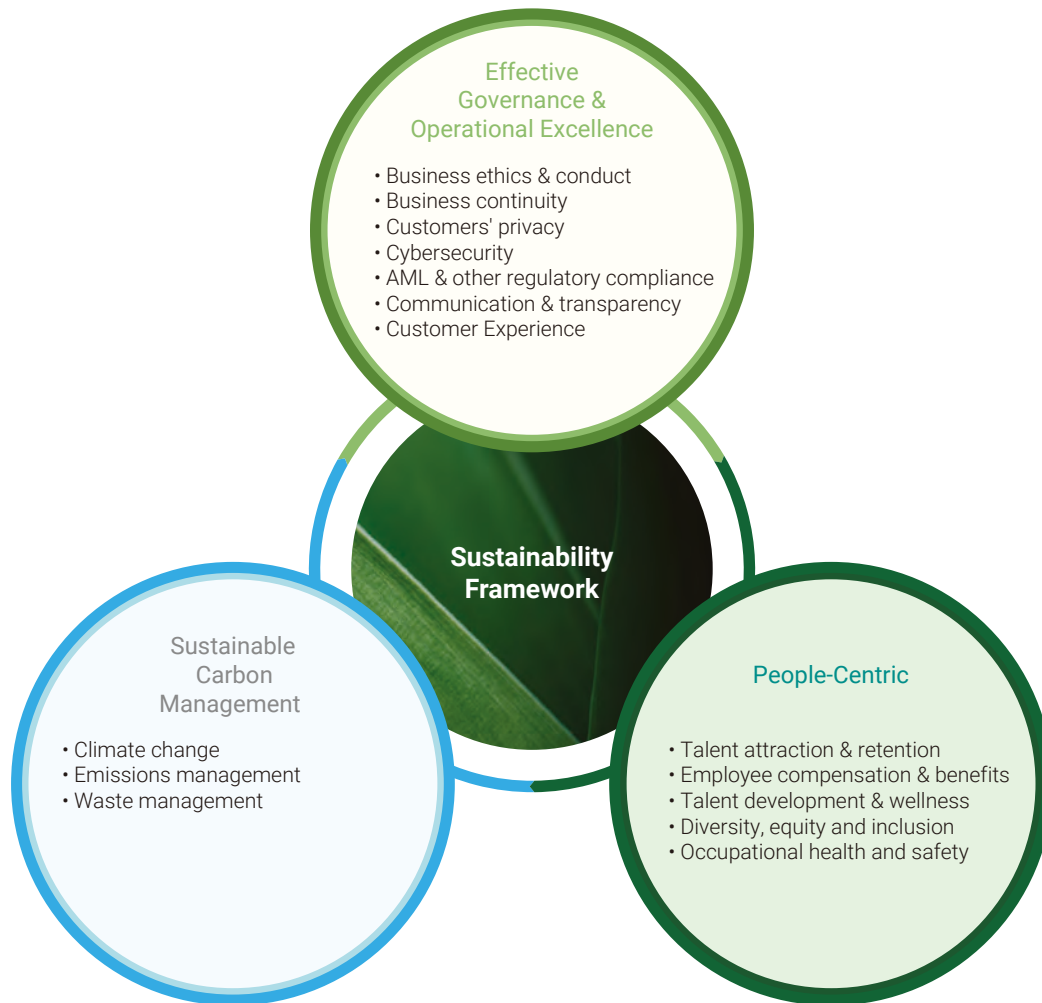 Effective
Governance &
Operational Excellence
• Business ethics & conduct
• Business continuity
• Customers' privacy
• Cybersecurity
• AML & other regulatory compliance
• Communication & transparency
• Customer Experience
Sustainability
Framework
Sustainable
Carbon
Management
• Climate change
• Emissions management
• Waste management
People-Centric
• Talent attraction & retention
• Employee compensation & benefits
• Talent development & wellness
• Diversity, equity and inclusion
• Occupational health and safety